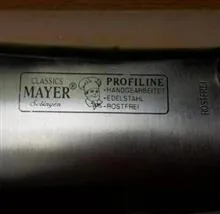 CLASSICS
MAYER®
Solingen
PROFILINE
-HANDGEARBEITET
-EDELSTAHL
-ROSTFREI
ROSTFREI